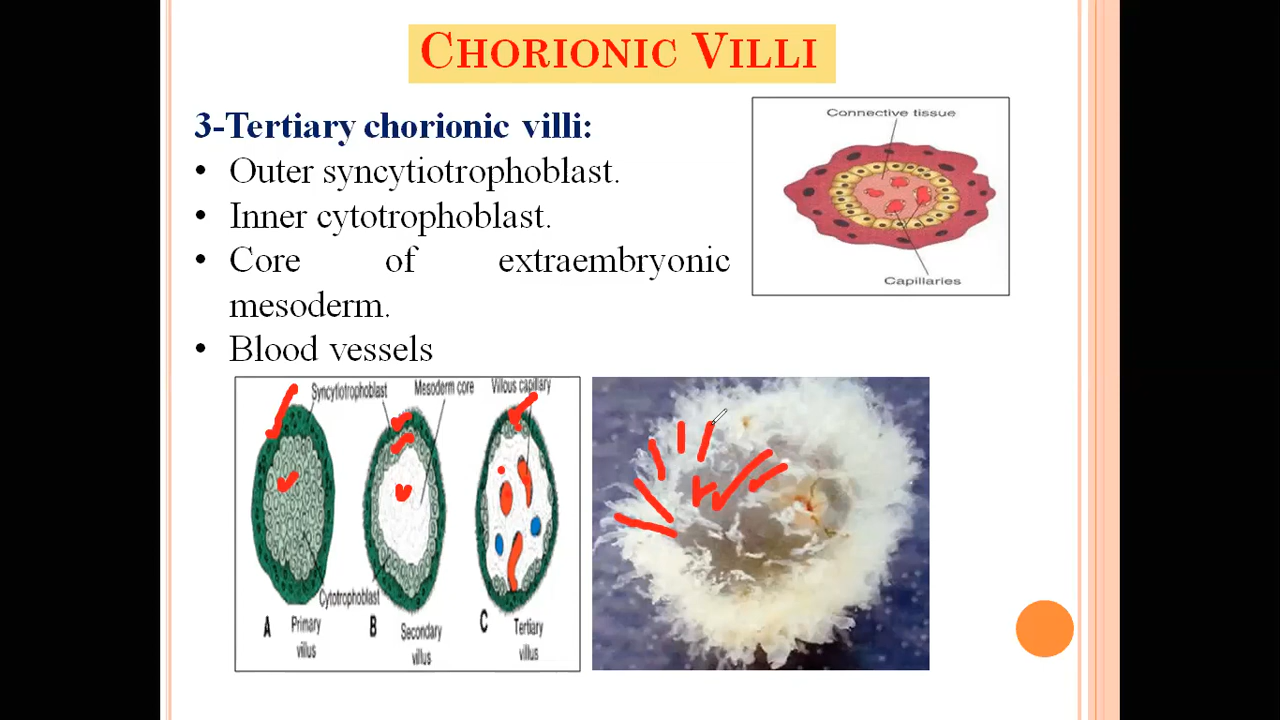 CHORIONIC VILLI
3-Tertiary chorionic villi:
• Outer syncytiotrophoblast.
• Inner cytotrophoblast.
• Core of extraembryonic
mesoderm.
• Blood vessels
Connective tissue
Capillaries
Syncytiotrophoblast
Mesoderm core
Villous capillary
Cytotrophoblast
A Primary
villus
B Secondary
villus
C Tertiary
villus